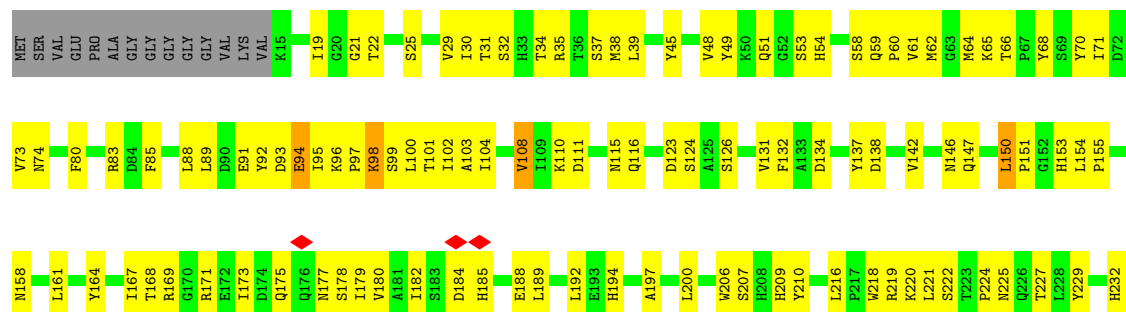 MET SER VAL GLU PRO ALA GLY GLY GLY GLY GLY VAL LYS VAL K15 I19 G20 G21 T22 S25 V29 I30 T31 S32 H33 T34 R35 T36 S37 M38 L39 Y45 V48 Y49 K50 Q51 G52 S53 H54 S58 Q59 P60 V61 M62 G63 M64 K65 T66 P67 Y68 S69 Y70 I71 D72
V73 N74 F80 R83 D84 F85 L88 L89 D90 E91 Y92 D93 E94 I95 K96 P97 K98 S99 L100 T101 I102 A103 I104 V108 I109 K110 D111 N115 Q116 D123 S124 A125 S126 V131 F132 A133 D134 Y137 D138 V142 N146 Q147 L150 P151 G152 H153 L154 P155
N158 L161 Y164 I167 T168 R169 G170 R171 E172 I173 D174 Q175 Q176 N177 S178 I179 V180 A181 I182 S183 D184 H185 E188 L189 L192 E193 H194 A197 L200 W206 S207 H208 H209 Y210 L216 P217 W218 R219 K220 L221 S222 T223 P224 N225 Q226 T227 L228 Y229 H232